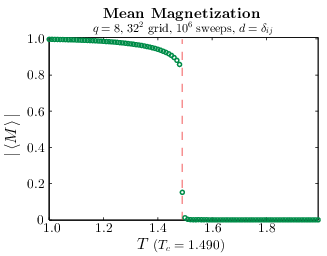 Mean Magnetization
q = 8, 32² grid, 10⁶ sweeps, d = δᵢⱼ
1.0
0.8
0.6
0.4
0.2
0
|⟨M⟩|
1.0 1.2 1.4 1.6 1.8
T (T_c = 1.490)